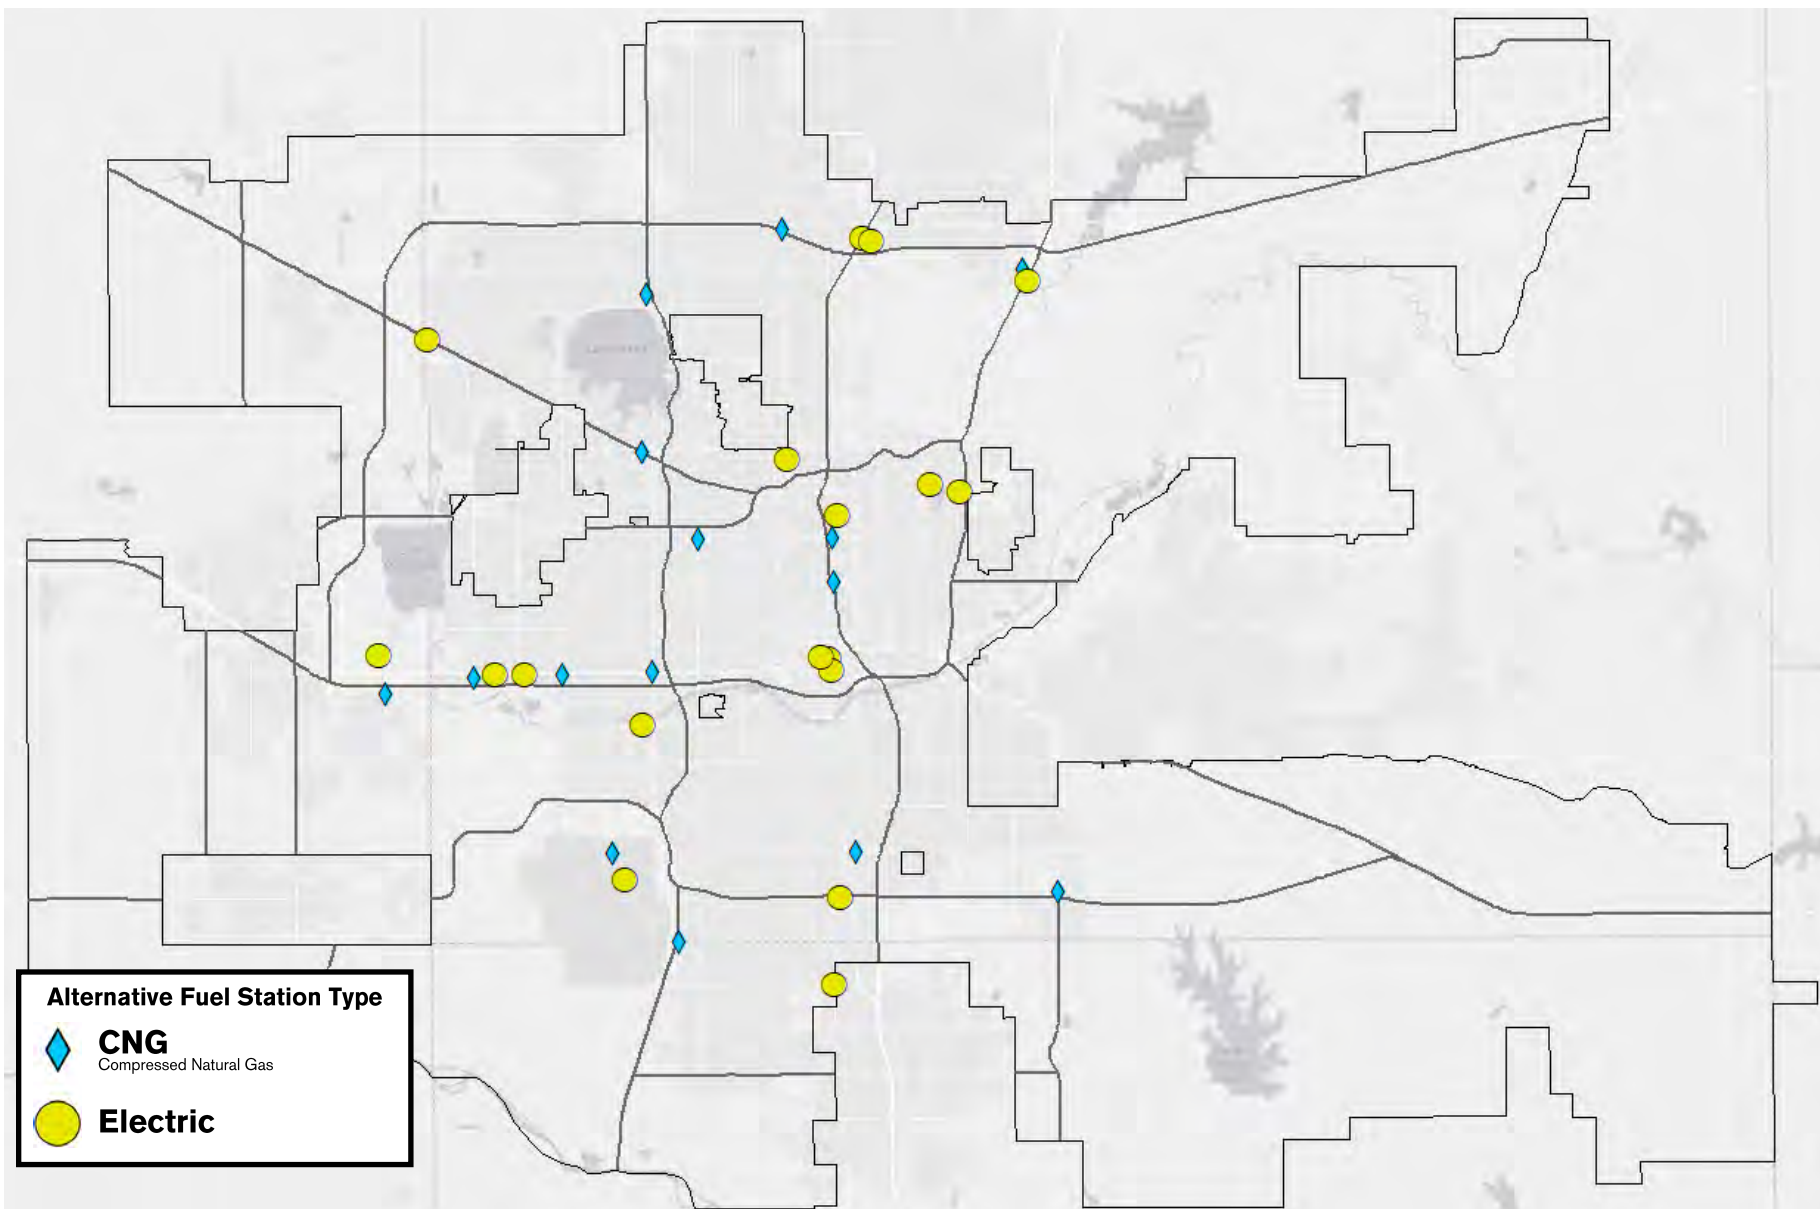 Alternative Fuel Station Type
CNG
Compressed Natural Gas
Electric